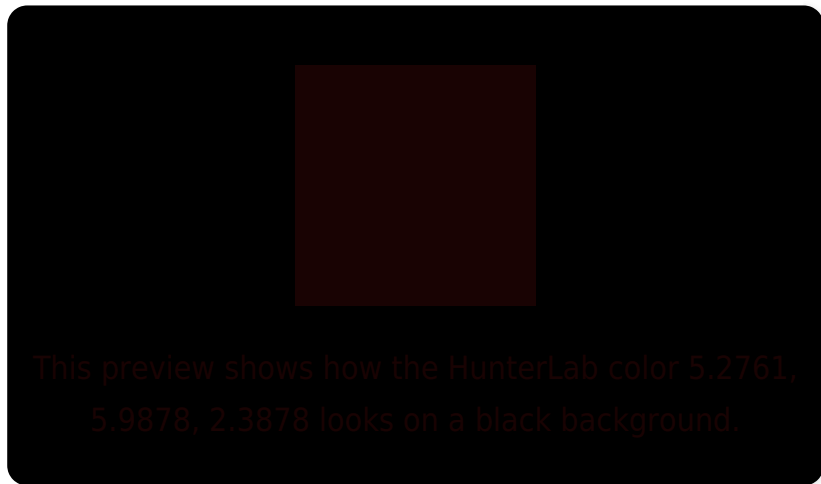 This preview shows how the HunterLab color 5.2761,
5.9878, 2.3878 looks on a black background.